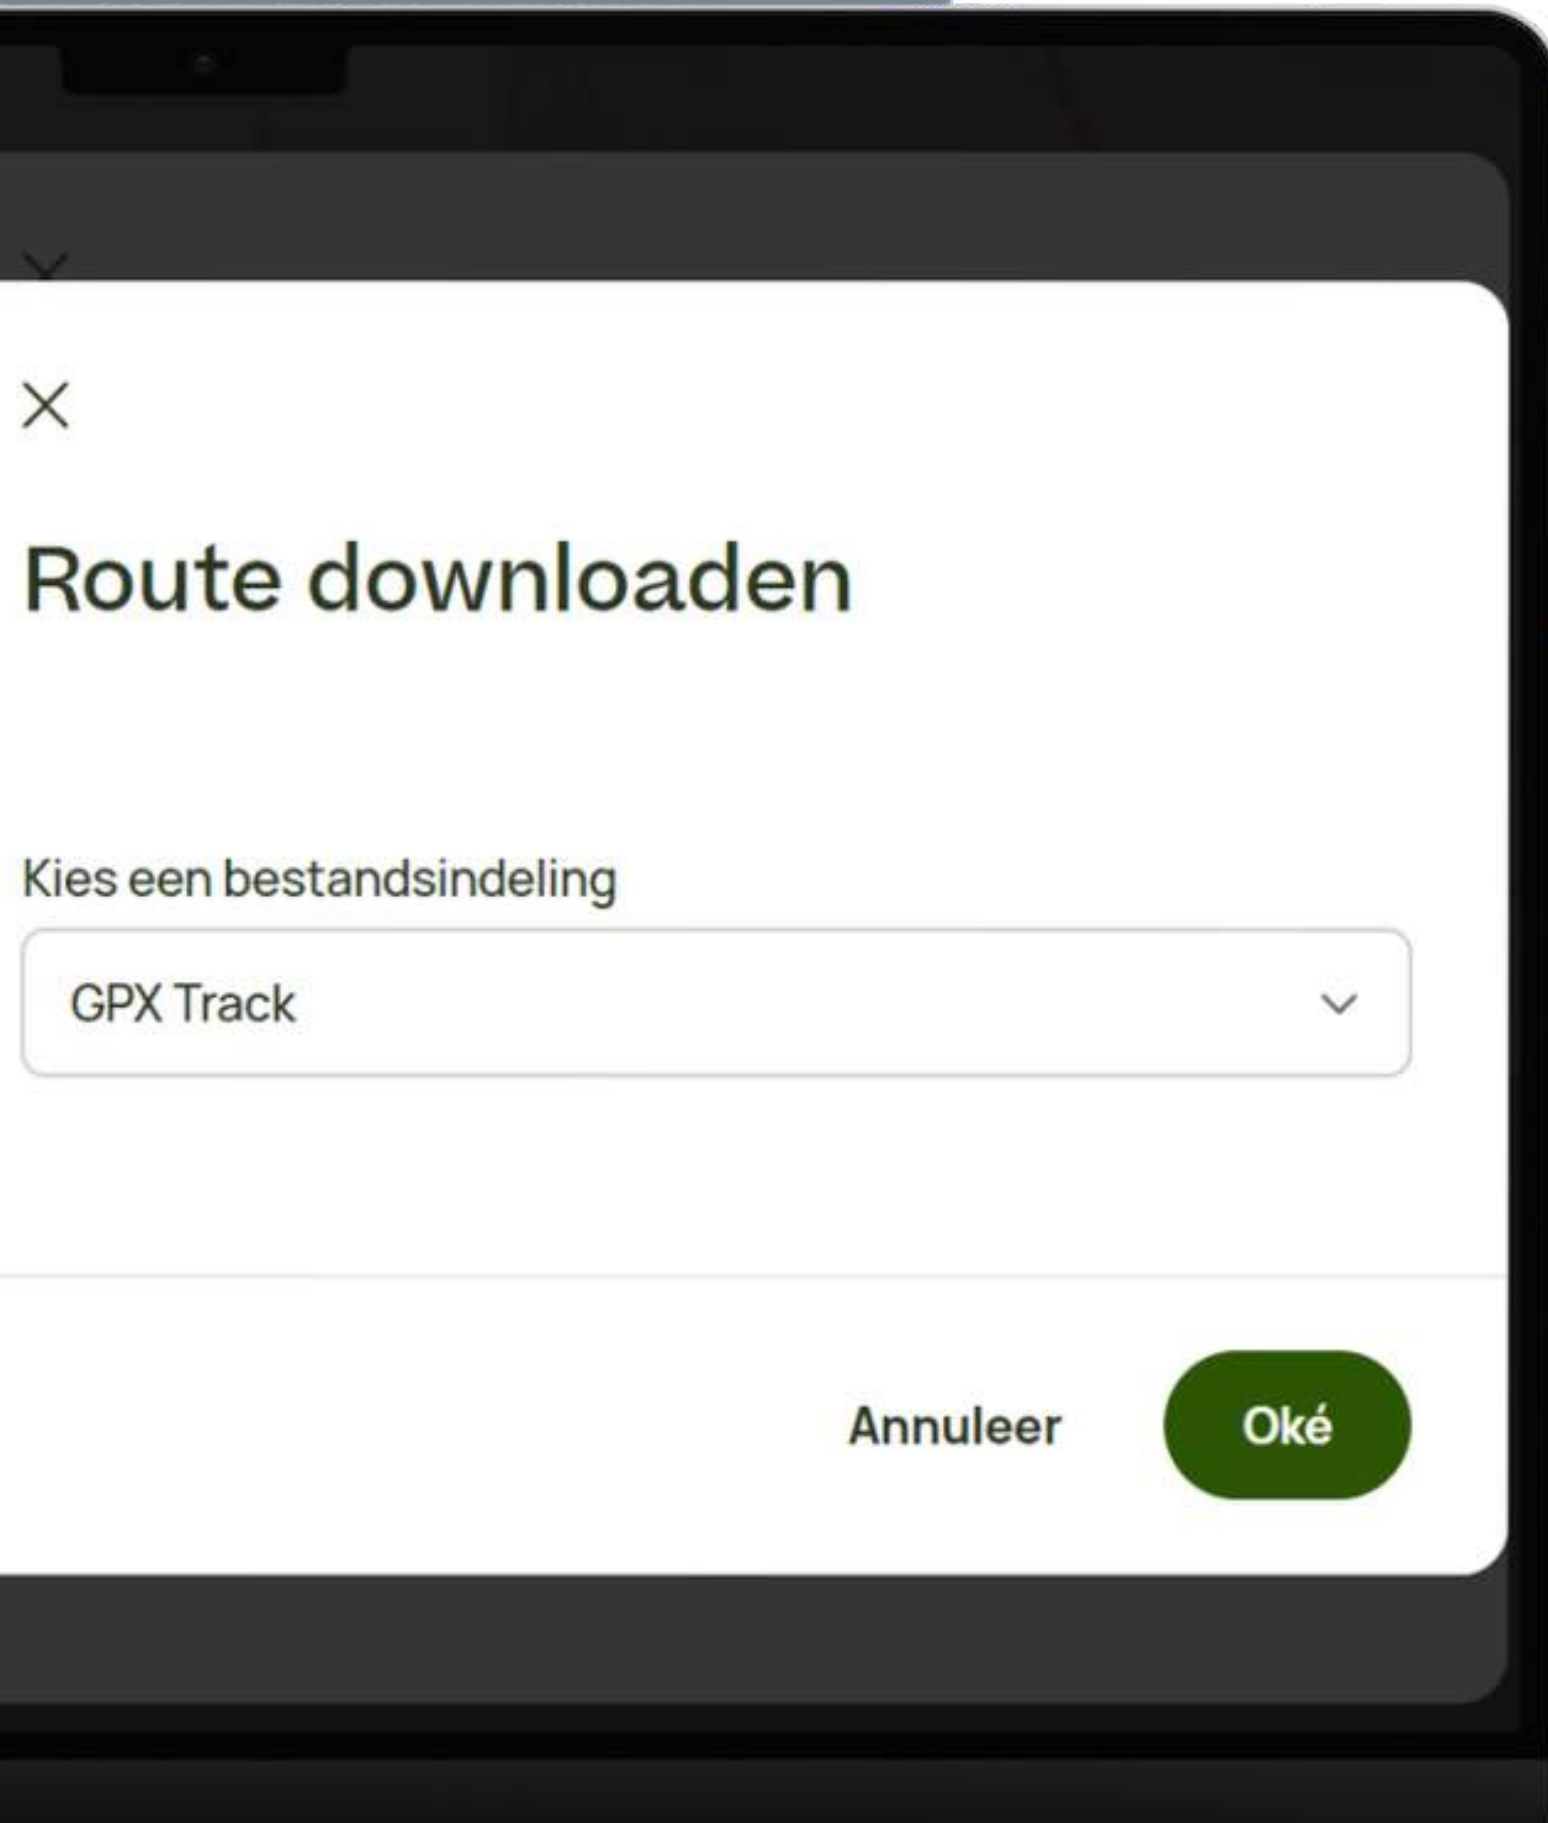 Route downloaden
Kies een bestandsindeling
GPX Track
Annuleer
Oké